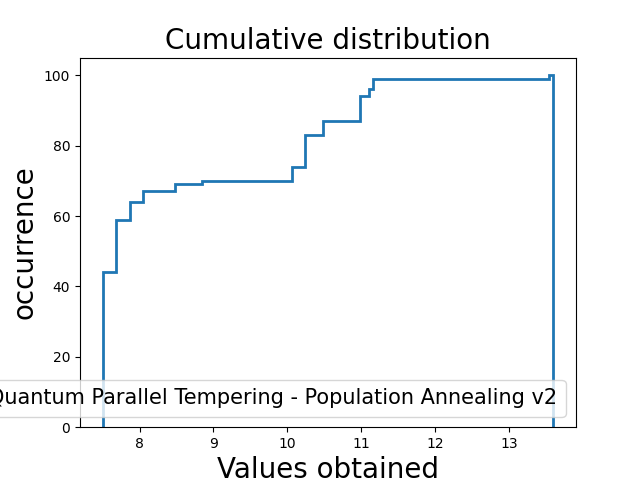 Cumulative distribution
100
80
60
40
20
0
occurrence
Quantum Parallel Tempering - Population Annealing v2
8 9 10 11 12 13
Values obtained